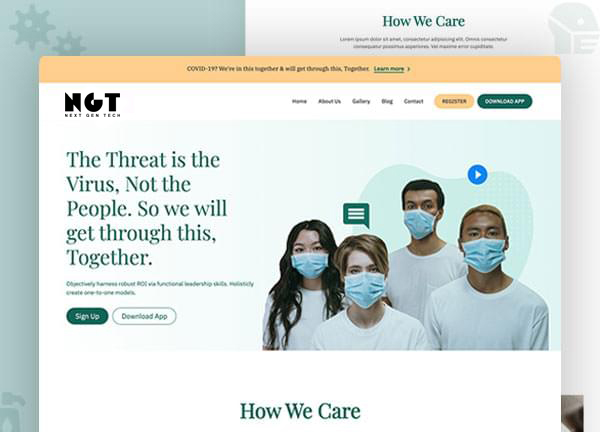 How We Care
Lorem ipsum dolor sit amet, consectetur adipisicing elit. Omnis consectetur
possimus asperiores. Vel maxime error cupiditate.
COVID-19? We're in this together & will get through this, Together. Learn more >
NGT
NEXT GEN TECH
Home About Us Gallery Blog Contact REGISTER DOWNLOAD APP
The Threat is the
Virus, Not the
People. So we will
get through this,
Together.
Objectively harness robust ROI via functional leadership skills. Holisticly
create one-to-one models.
Sign Up Download App
How We Care